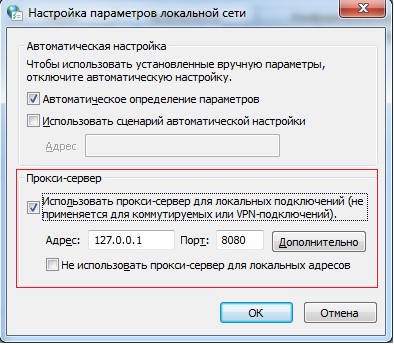 Настройка параметров локальной сети
Автоматическая настройка
Чтобы использовать установленные вручную параметры,
отключите автоматическую настройку.
Автоматическое определение параметров
Использовать сценарий автоматической настройки
Адрес
Прокси-сервер
Использовать прокси-сервер для локальных подключений (не
применяется для коммутируемых или VPN-подключений).
Адрес: 127.0.0.1 Порт: 8080 Дополнительно
Не использовать прокси-сервер для локальных адресов
OK Отмена